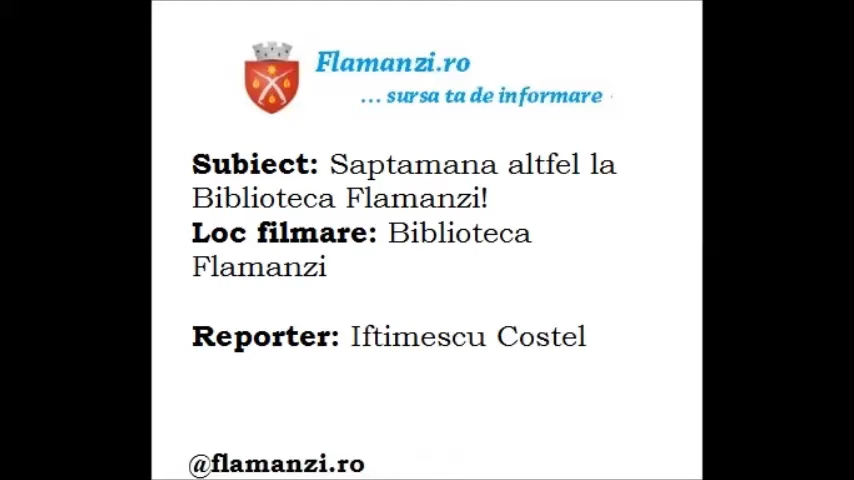 Flamanzi.ro
... sursa ta de informare
Subiect: Saptamana altfel la
Biblioteca Flamanzi!
Loc filmare: Biblioteca
Flamanzi
Reporter: Iftimescu Costel
@flamanzi.ro